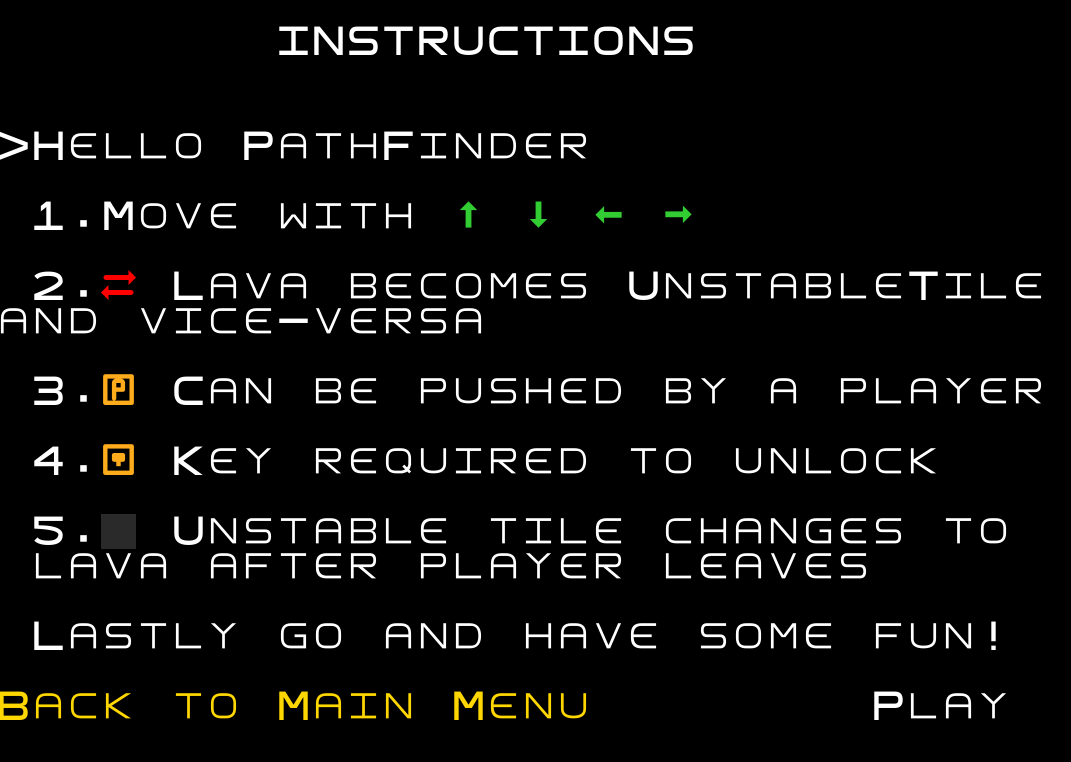 INSTRUCTIONS
>Hello PathFinder
1.Move with ↑ ↓ ← →
2.⇄ Lava becomes UnstableTile
and vice-versa
3. Can be pushed by a player
4. Key required to unlock
5. Unstable tile changes to
lava after player leaves
Lastly go and have some fun!
Back to Main Menu Play